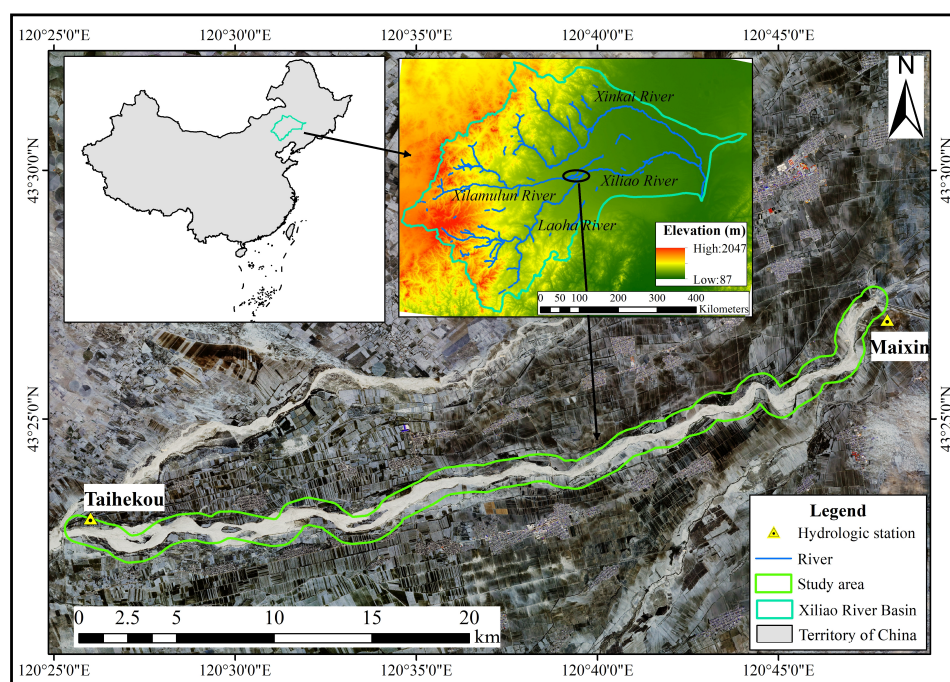 120°25'0"E 120°30'0"E 120°35'0"E 120°40'0"E 120°45'0"E
N
Xinkai River
Xilamulun River
Xiliao River
Laoha River
Elevation (m)
High:2047
Low:87
0 50 100 200 300 400
Kilometers
43°30'0"N 43°30'0"N
Maixin
43°25'0"N 43°25'0"N
Taihekou
Legend
Hydrologic station
River
Study area
Xiliao River Basin
Territory of China
0 2.5 5 10 15 20
km
120°25'0"E 120°30'0"E 120°35'0"E 120°40'0"E 120°45'0"E